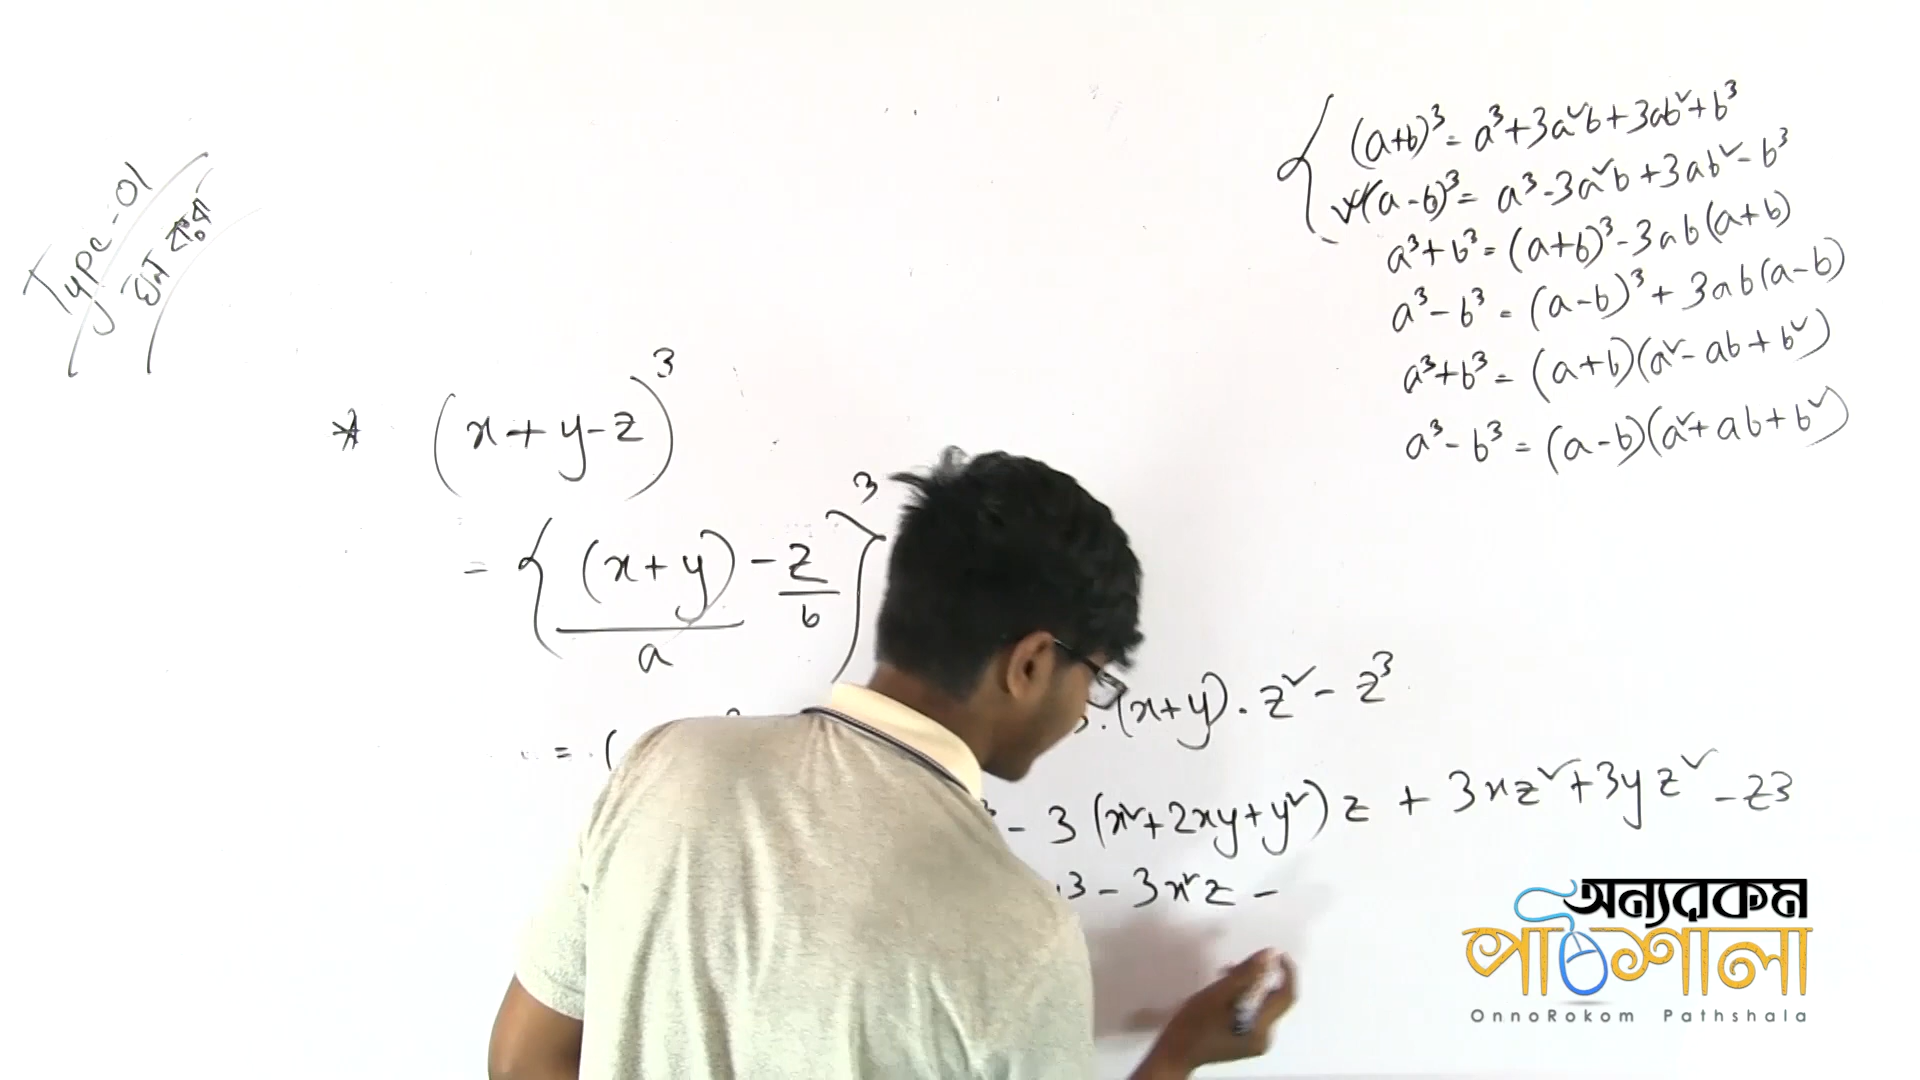 Type-01
ঘন নির্ণয়
(a+b)³ = a³+3a²b+3ab²+b³
(a-b)³ = a³-3a²b+3ab²-b³
a³+b³ = (a+b)³-3ab(a+b)
a³-b³ = (a-b)³+3ab(a-b)
a³+b³ = (a+b)(a²-ab+b²)
a³-b³ = (a-b)(a²+ab+b²)
* (x+y-z)³
= {(x+y)-z}³
a b
= ( .(x+y).z²-z³
- 3(x²+2xy+y²)z + 3xz²+3yz²-z3
3-3x²z-
অন্যরকম
পাঠশালা
OnnoRokom Pathshala